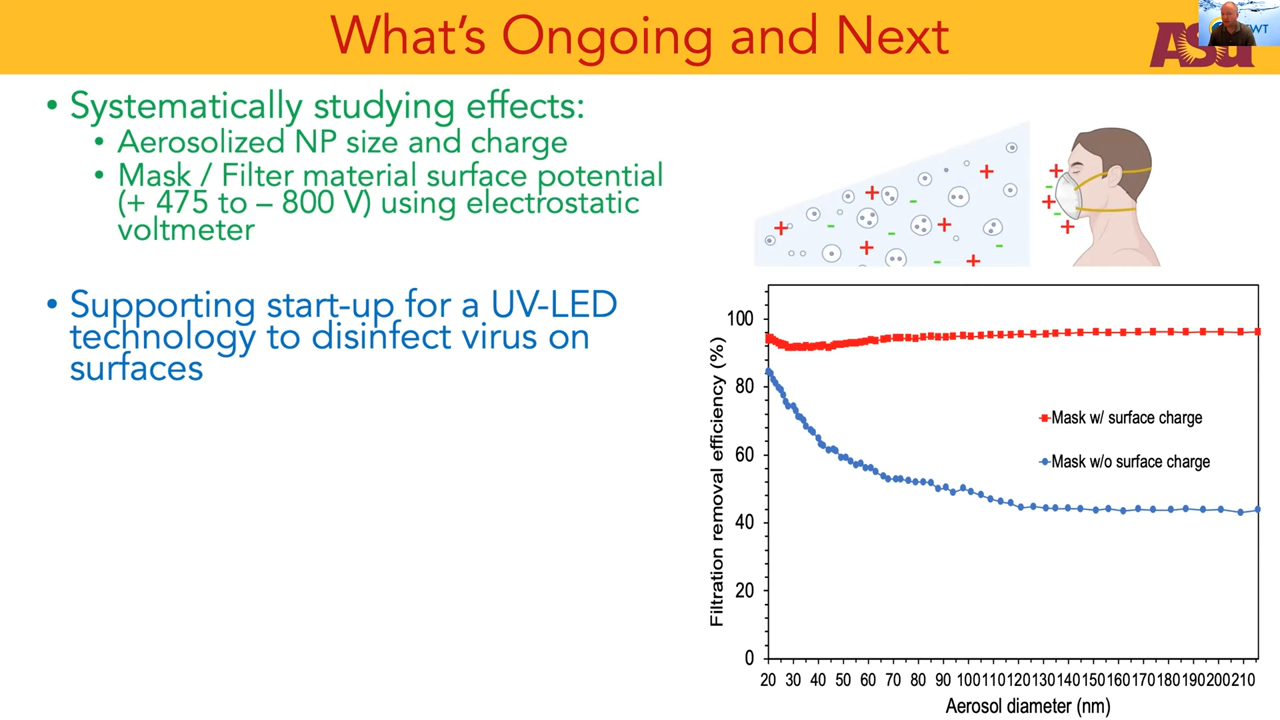 What's Ongoing and Next
ASU
WT
• Systematically studying effects:
• Aerosolized NP size and charge
• Mask / Filter material surface potential
(+ 475 to – 800 V) using electrostatic
voltmeter
• Supporting start-up for a UV-LED
technology to disinfect virus on
surfaces
Filtration removal efficiency (%)
100
80
60
40
20
0
Mask w/ surface charge
Mask w/o surface charge
20 30 40 50 60 70 80 90 100 110 120 130 140 150 160 170 180 190 200 210
Aerosol diameter (nm)